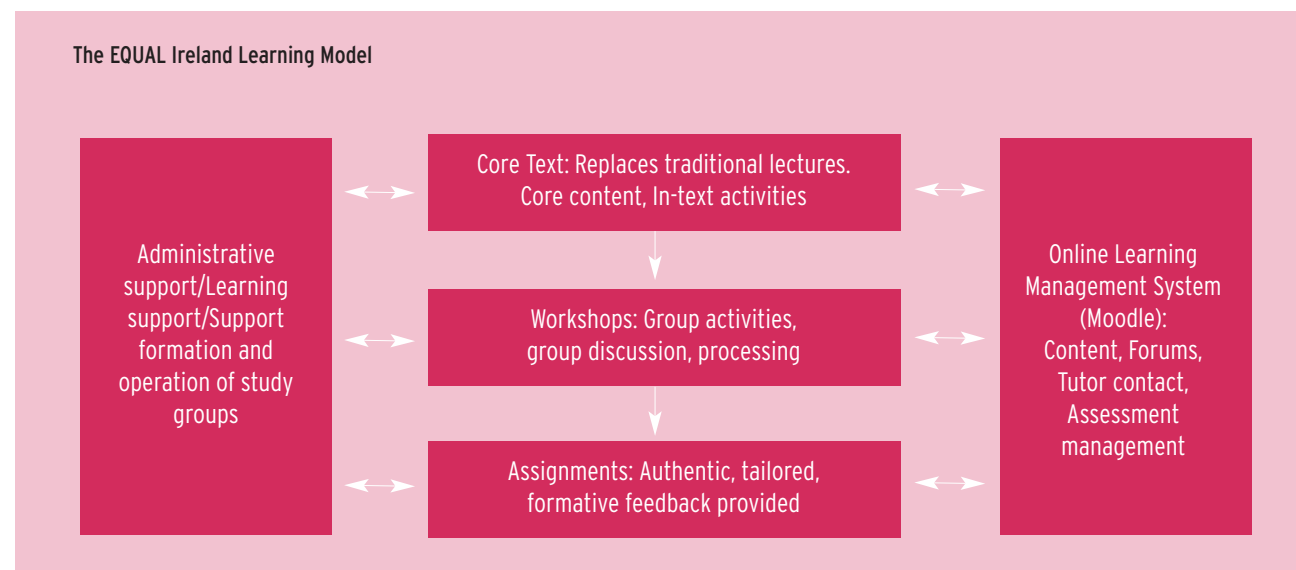 The EQUAL Ireland Learning Model
Administrative
support/Learning
support/Support
formation and
operation of study
groups
Core Text: Replaces traditional lectures.
Core content, In-text activities
Workshops: Group activities,
group discussion, processing
Assignments: Authentic, tailored,
formative feedback provided
Online Learning
Management System
(Moodle):
Content, Forums,
Tutor contact,
Assessment
management